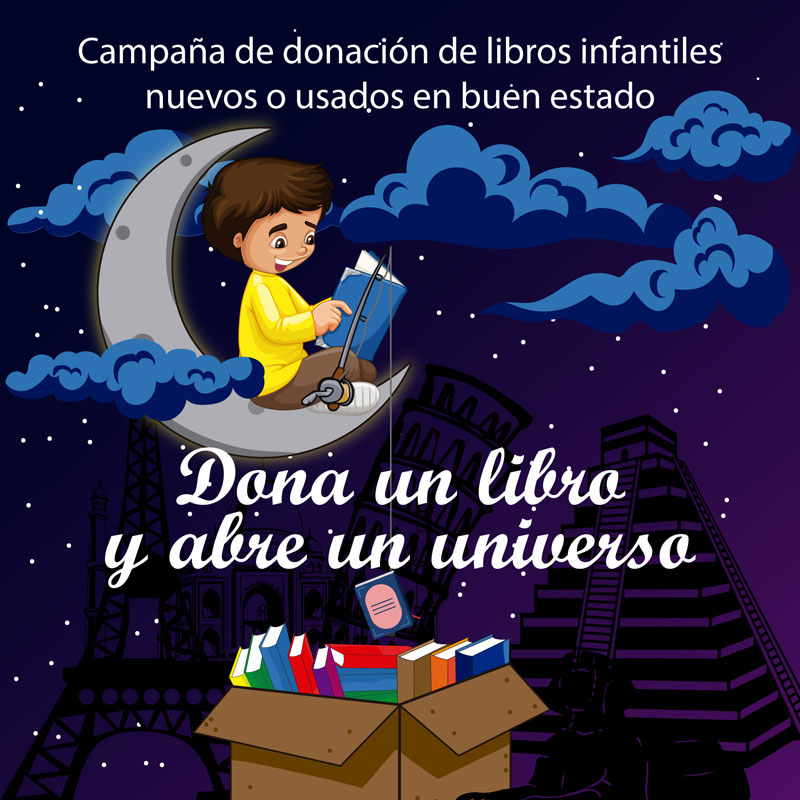 Campaña de donación de libros infantiles
nuevos o usados en buen estado
Dona un libro
y abre un universo